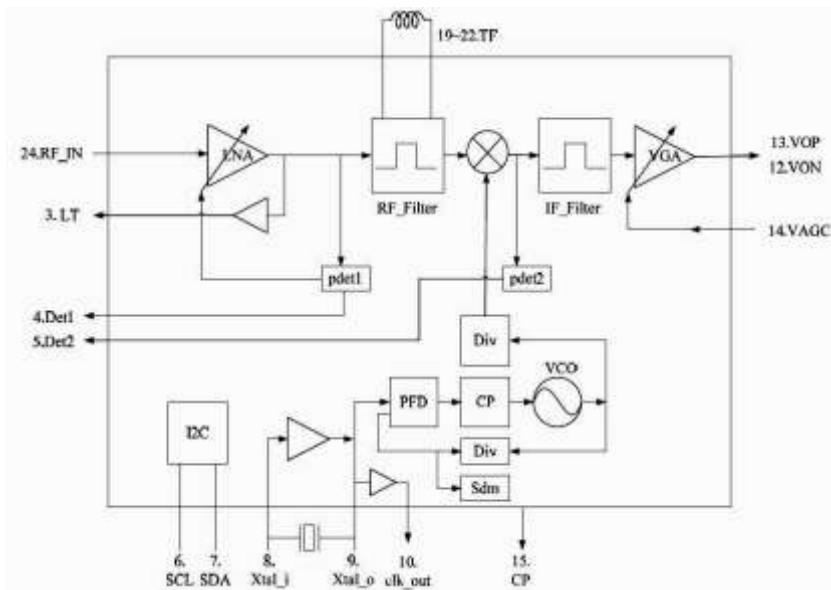 19~22.TF
24.RF_IN
LNA
RF_Filter
IF_Filter
VGA
13.VOP
12.VON
3. LT
14.VAGC
pdet1
pdet2
4.Det1
5.Det2
Div
VCO
PFD
CP
I2C
Div
Sdm
6.
SCL
7.
SDA
8.
Xtal_i
9.
Xtal_o
10.
clk_out
15.
CP